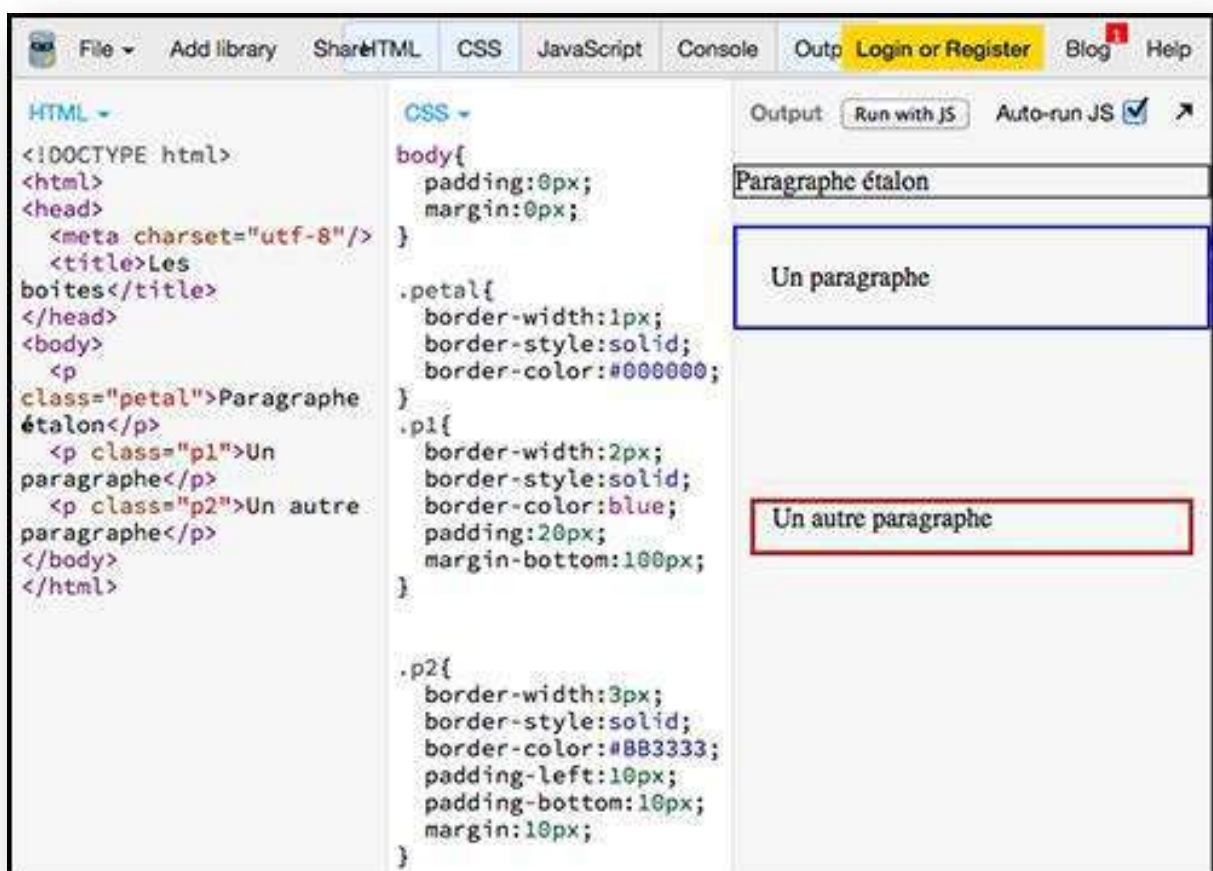 File Add library Share HTML CSS JavaScript Console Outp Login or Register Blog 1 Help
HTML
<!DOCTYPE html>
<html>
<head>
<meta charset="utf-8"/>
<title>Les
boites</title>
</head>
<body>
<p
class="petal">Paragraphe
étalon</p>
<p class="p1">Un
paragraphe</p>
<p class="p2">Un autre
paragraphe</p>
</body>
</html>
CSS
body{
padding:0px;
margin:0px;
}
.petal{
border-width:1px;
border-style:solid;
border-color:#000000;
}
.p1{
border-width:2px;
border-style:solid;
border-color:blue;
padding:20px;
margin-bottom:100px;
}
.p2{
border-width:3px;
border-style:solid;
border-color:#BB3333;
padding-left:10px;
padding-bottom:10px;
margin:10px;
}
Output Run with JS Auto-run JS
Paragraphe étalon
Un paragraphe
Un autre paragraphe